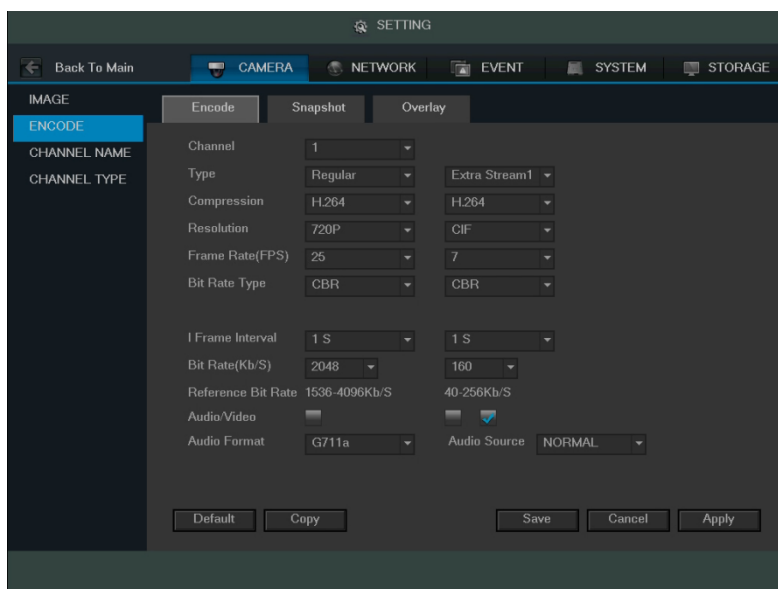 SETTING
Back To Main CAMERA NETWORK EVENT SYSTEM STORAGE
IMAGE
ENCODE
CHANNEL NAME
CHANNEL TYPE
Encode Snapshot Overlay
Channel 1
Type Regular Extra Stream1
Compression H.264 H.264
Resolution 720P CIF
Frame Rate(FPS) 25 7
Bit Rate Type CBR CBR
I Frame Interval 1 S 1 S
Bit Rate(Kb/S) 2048 160
Reference Bit Rate 1536-4096Kb/S 40-256Kb/S
Audio/Video
Audio Format G711a Audio Source NORMAL
Default Copy Save Cancel Apply